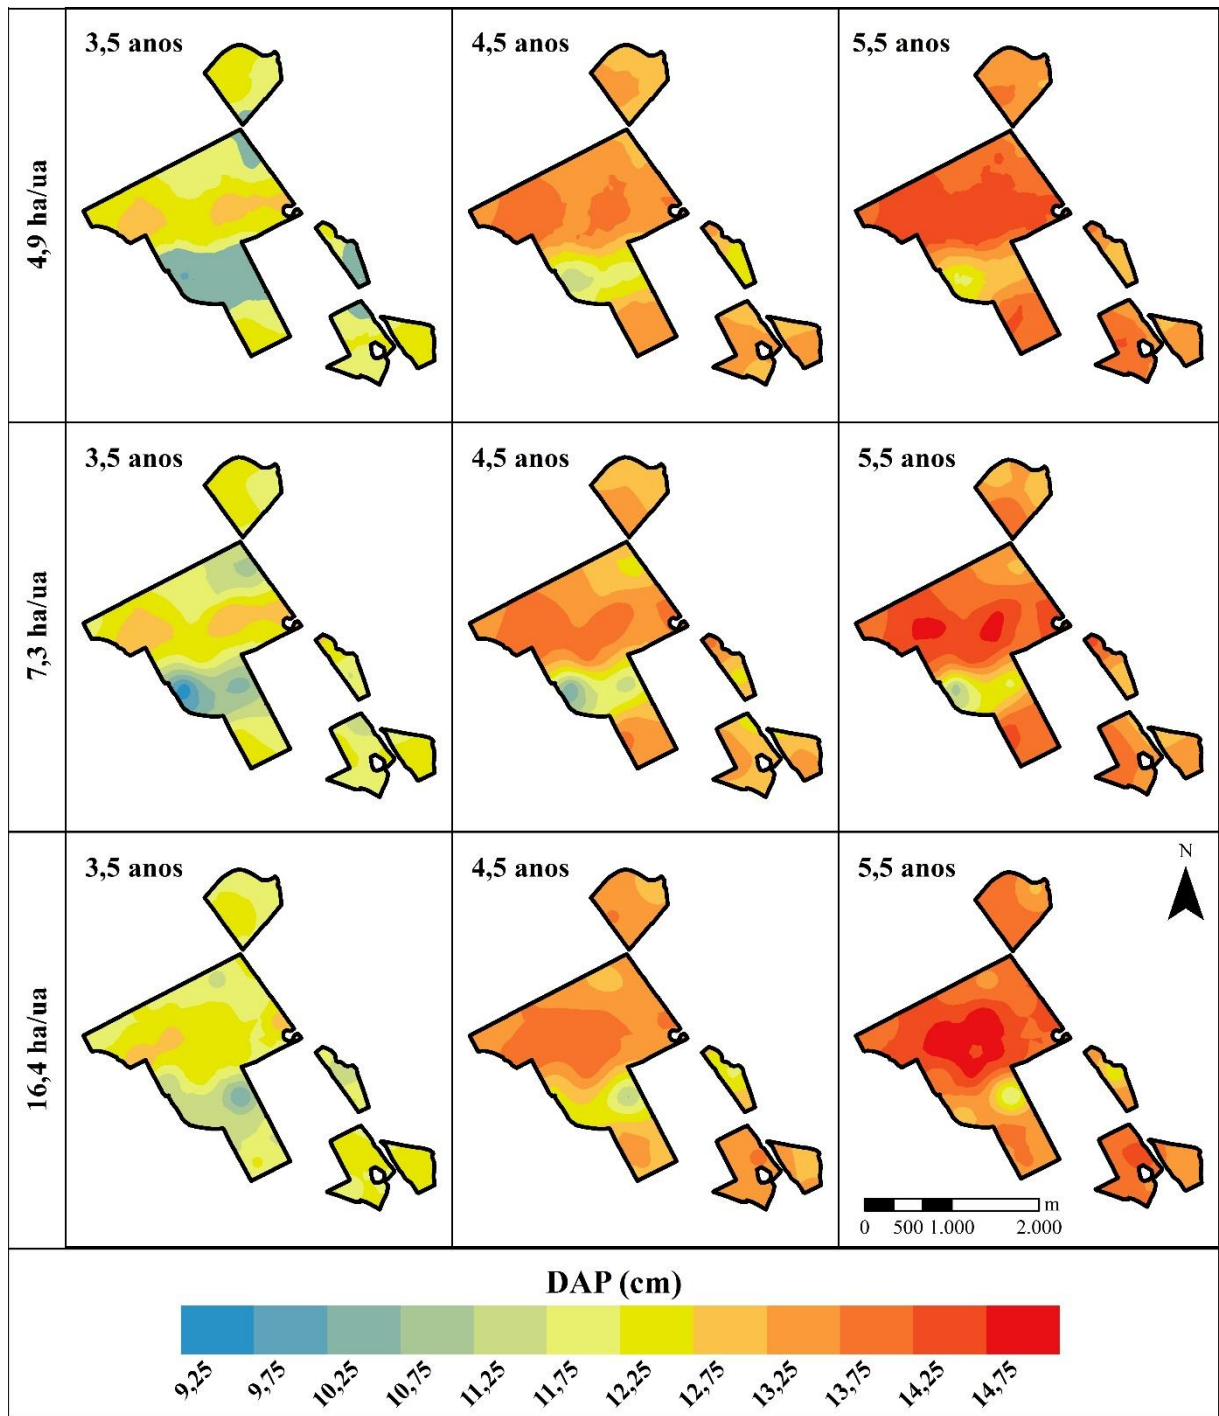 4,9 ha/ua
3,5 anos
4,5 anos
5,5 anos
7,3 ha/ua
3,5 anos
4,5 anos
5,5 anos
16,4 ha/ua
3,5 anos
4,5 anos
5,5 anos
N
m
0 500 1.000 2.000
DAP (cm)
9,25 9,75 10,25 10,75 11,25 11,75 12,25 12,75 13,25 13,75 14,25 14,75